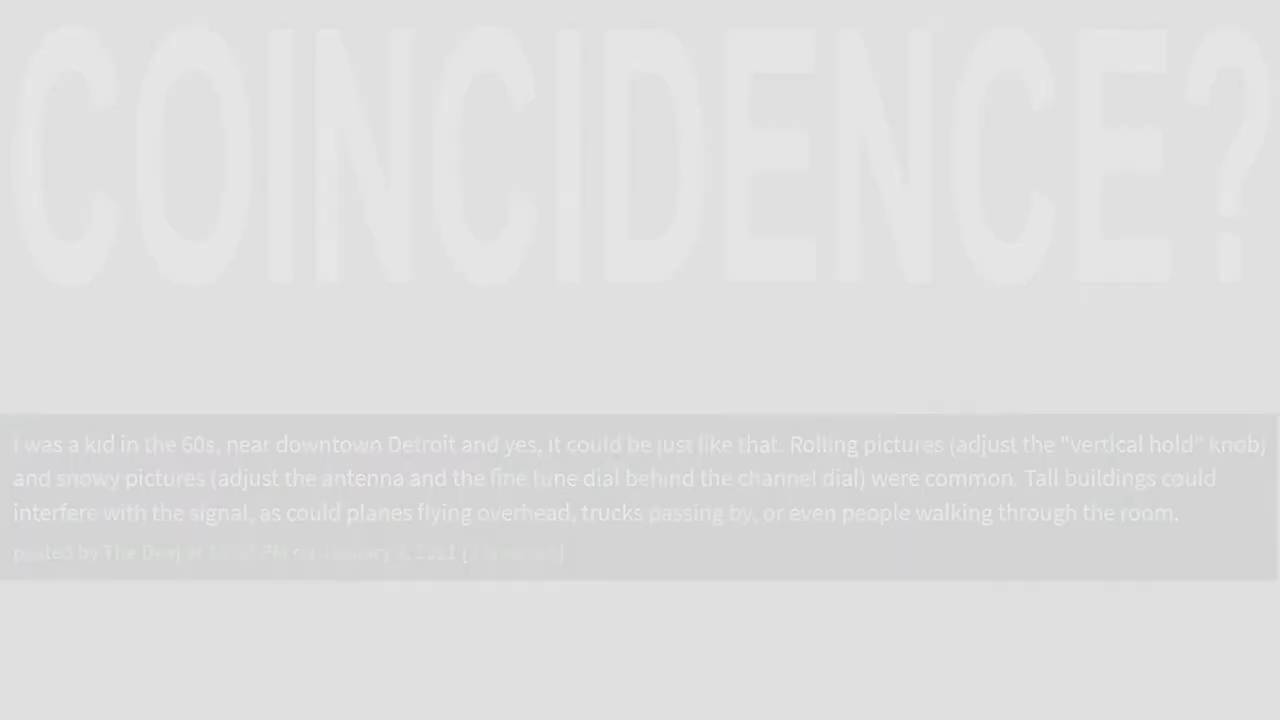 COINCIDENCE?
I was a kid in the 60s, near downtown Detroit and yes, it could be just like that. Rolling pictures (adjust the "vertical hold" knob)
and snowy pictures (adjust the antenna and the fine tune dial behind the channel dial) were common. Tall buildings could
interfere with the signal, as could planes flying overhead, trucks passing by, or even people walking through the room.
posted by The